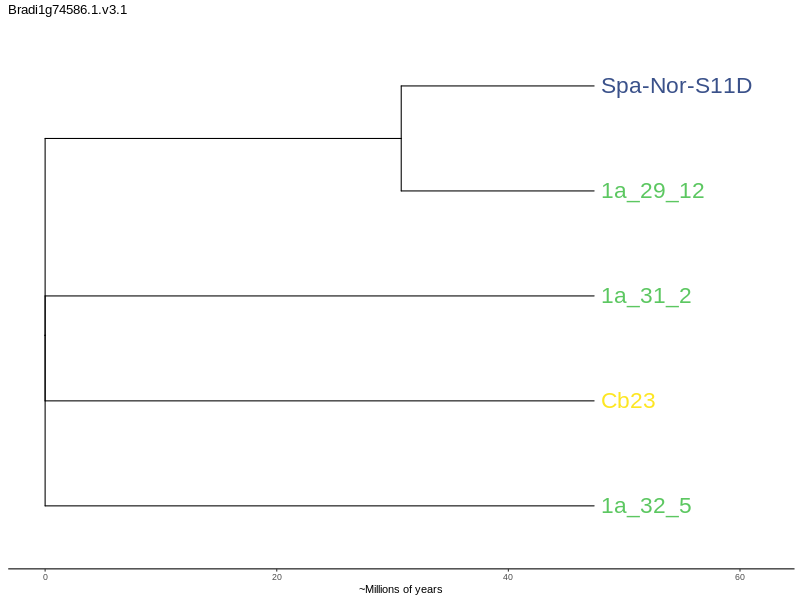 Bradi1g74586.1.v3.1
Spa-Nor-S11D
1a_29_12
1a_31_2
Cb23
1a_32_5
0 20 40 60
~Millions of years